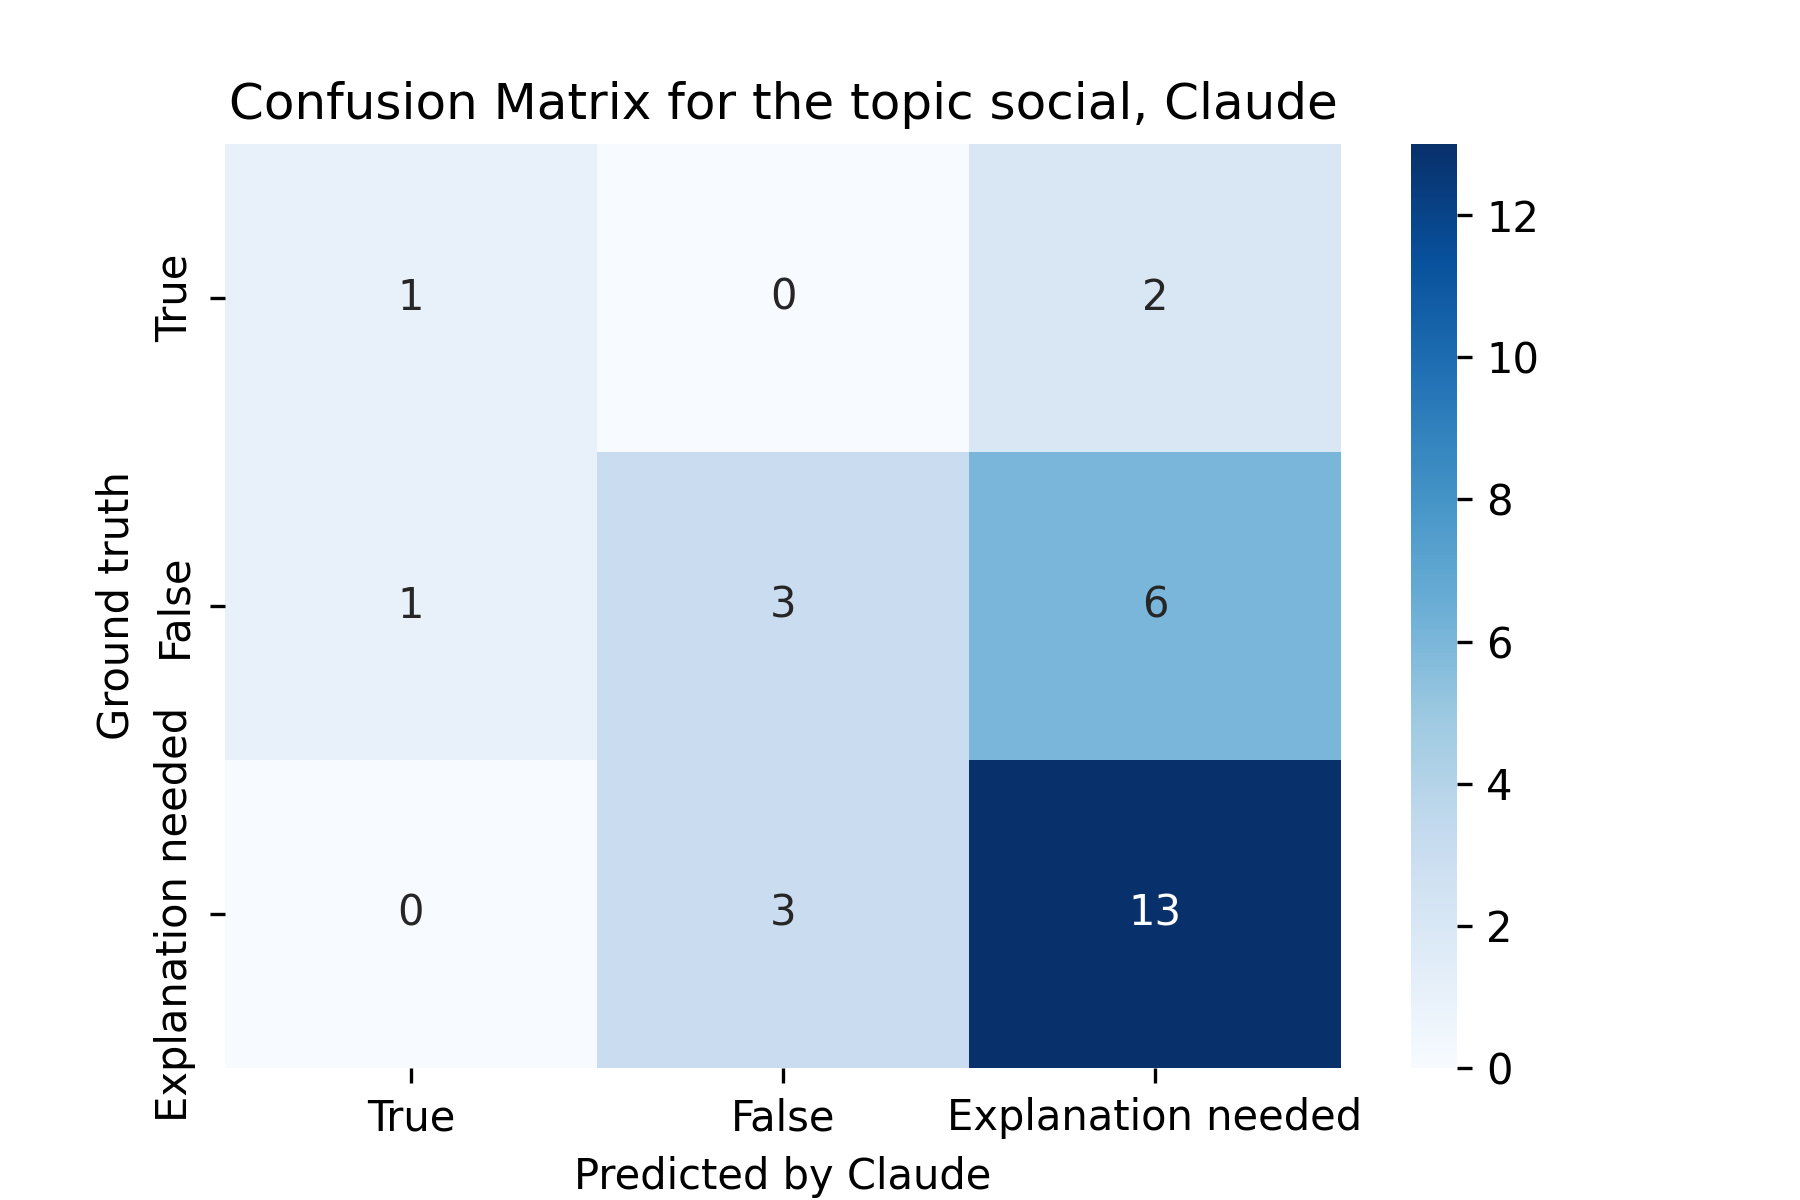 Confusion Matrix for the topic social, Claude
Ground truth
True
False
Explanation needed
1 0 2
1 3 6
0 3 13
True False Explanation needed
Predicted by Claude
12
10
8
6
4
2
0